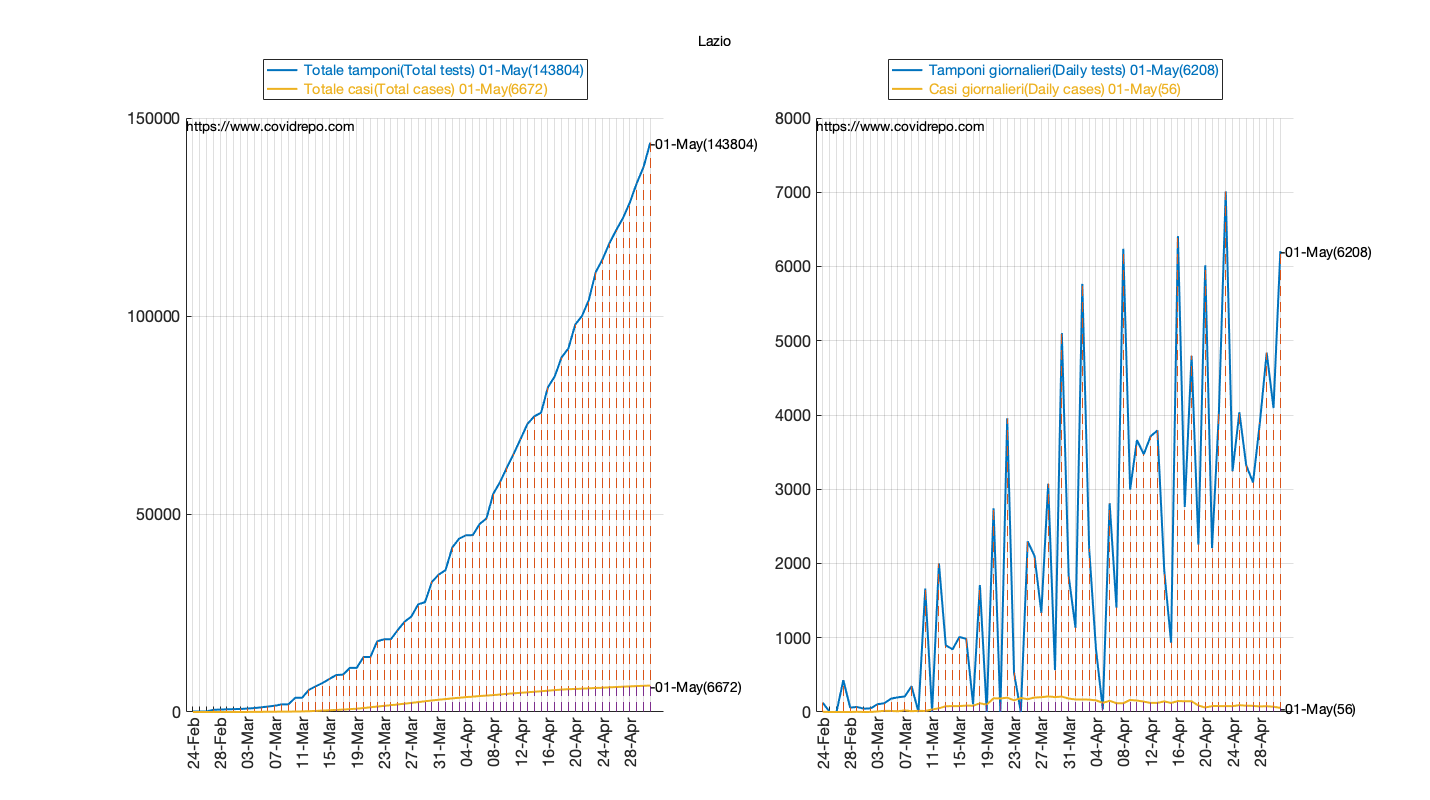 Lazio
Totale tamponi(Total tests) 01-May(143804)
Totale casi(Total cases) 01-May(6672)
https://www.covidrepo.com
150000
100000
50000
0
01-May(143804)
01-May(6672)
24-Feb
28-Feb
03-Mar
07-Mar
11-Mar
15-Mar
19-Mar
23-Mar
27-Mar
31-Mar
04-Apr
08-Apr
12-Apr
16-Apr
20-Apr
24-Apr
28-Apr
Tamponi giornalieri(Daily tests) 01-May(6208)
Casi giornalieri(Daily cases) 01-May(56)
https://www.covidrepo.com
8000
7000
6000
5000
4000
3000
2000
1000
0
01-May(6208)
01-May(56)
24-Feb
28-Feb
03-Mar
07-Mar
11-Mar
15-Mar
19-Mar
23-Mar
27-Mar
31-Mar
04-Apr
08-Apr
12-Apr
16-Apr
20-Apr
24-Apr
28-Apr